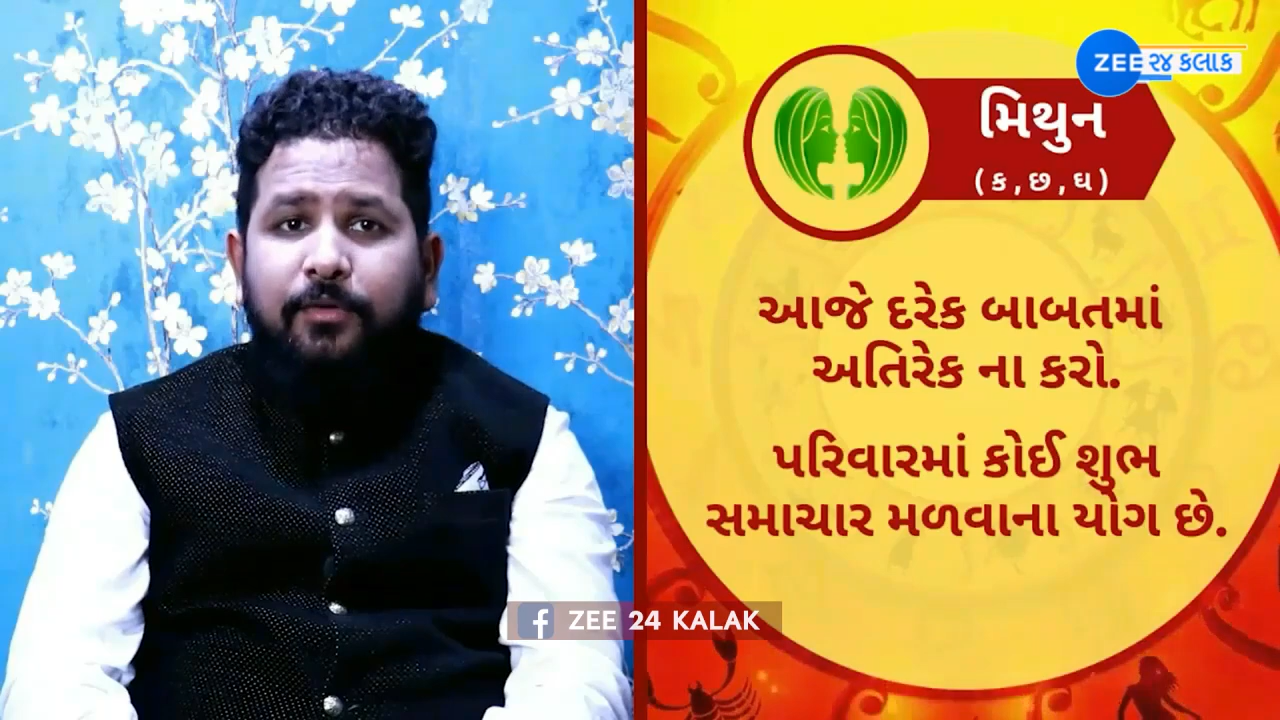 ZEE ૨૪ કલાક
મિથુન
(ક,છ,ઘ)
આજે દરેક બાબતમાં
અતિરેક ના કરો.
પરિવારમાં કોઈ શુભ
સમાચાર મળવાના યોગ છે.
f ZEE 24 KALAK